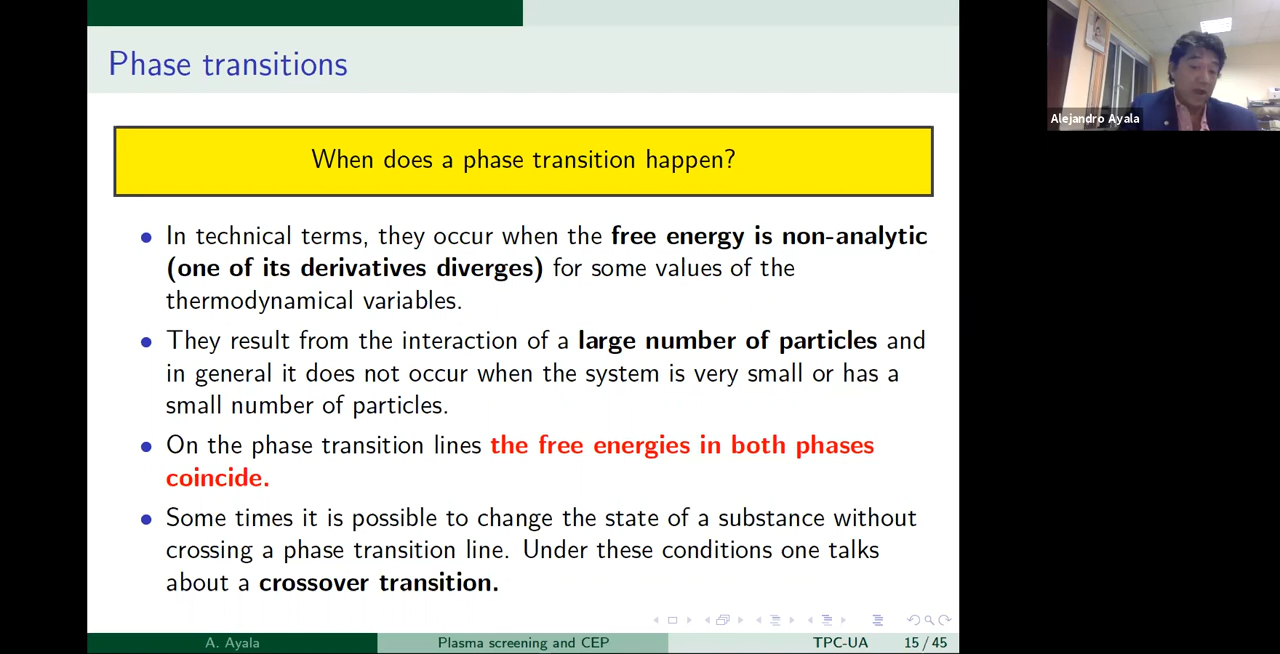 Phase transitions
Alejandro Ayala
When does a phase transition happen?
• In technical terms, they occur when the free energy is non-analytic
(one of its derivatives diverges) for some values of the
thermodynamical variables.
• They result from the interaction of a large number of particles and
in general it does not occur when the system is very small or has a
small number of particles.
• On the phase transition lines the free energies in both phases
coincide.
• Some times it is possible to change the state of a substance without
crossing a phase transition line. Under these conditions one talks
about a crossover transition.
A. Ayala Plasma screening and CEP TPC-UA 15 / 45